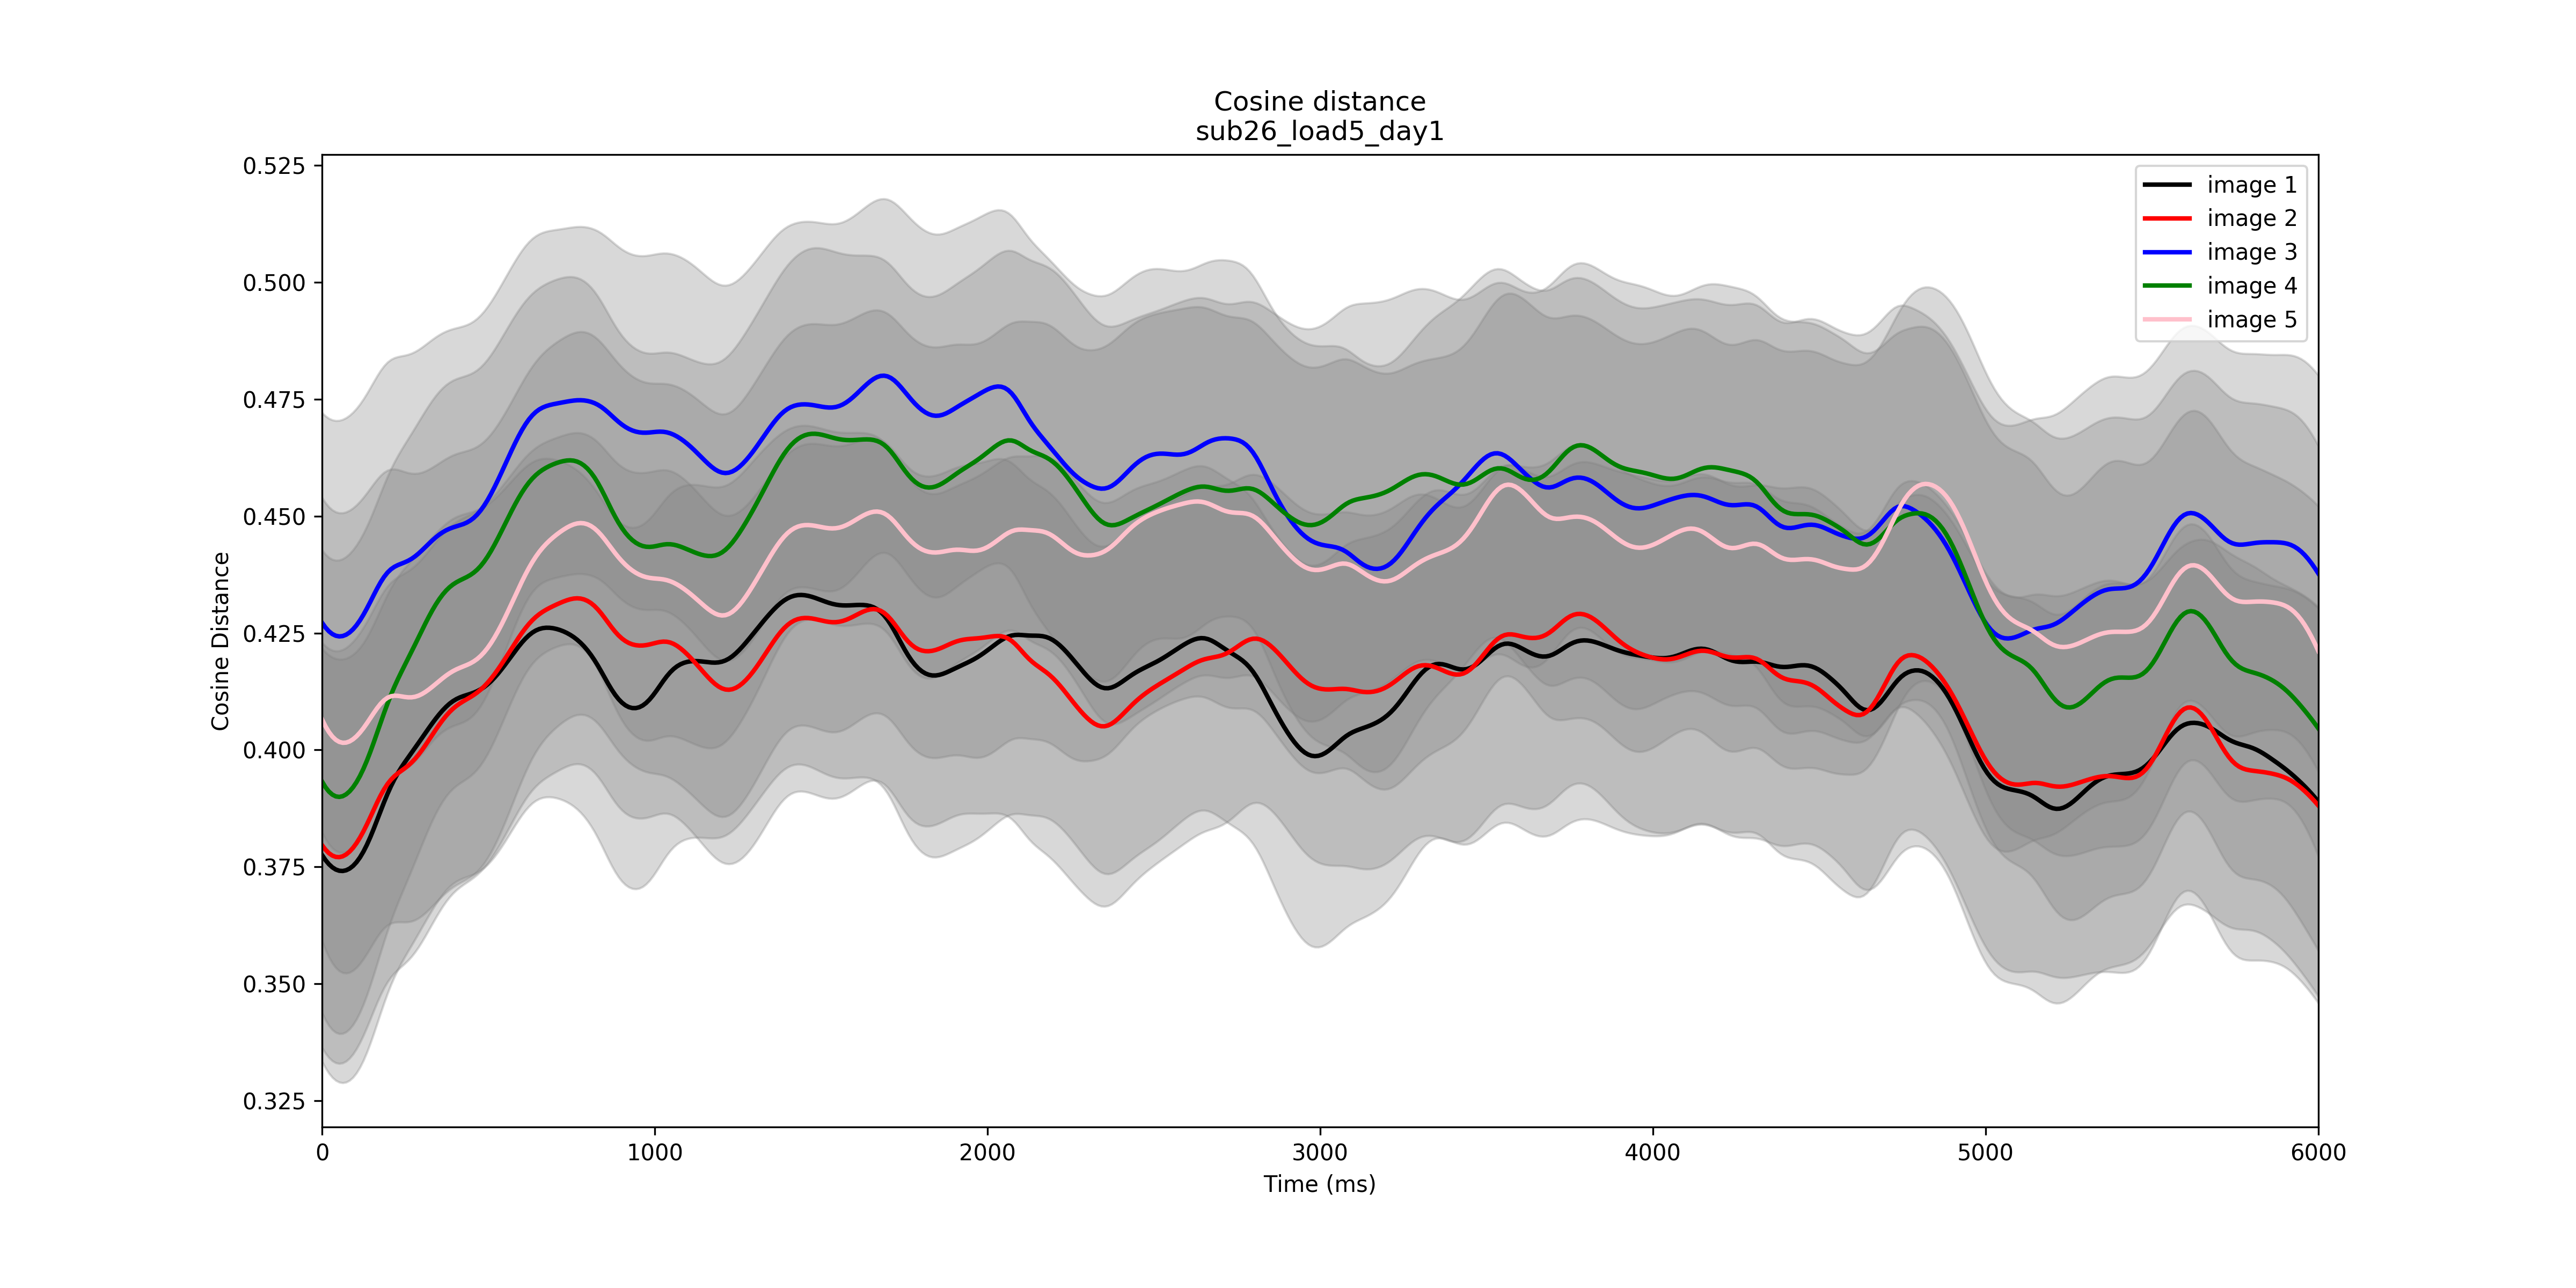 Cosine distance
sub26_load5_day1
0.525
0.500
0.475
0.450
0.425
0.400
0.375
0.350
0.325
Cosine Distance
image 1
image 2
image 3
image 4
image 5
0
1000
2000
3000
4000
5000
6000
Time (ms)